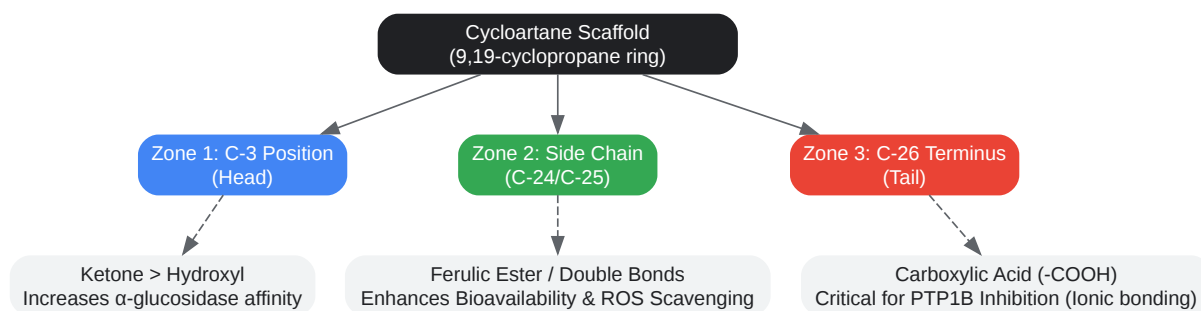 Cycloartane Scaffold
(9,19-cyclopropane ring)
Zone 1: C-3 Position
(Head)
Zone 2: Side Chain
(C-24/C-25)
Zone 3: C-26 Terminus
(Tail)
Ketone > Hydroxyl
Increases α-glucosidase affinity
Ferulic Ester / Double Bonds
Enhances Bioavailability & ROS Scavenging
Carboxylic Acid (-COOH)
Critical for PTP1B Inhibition (Ionic bonding)